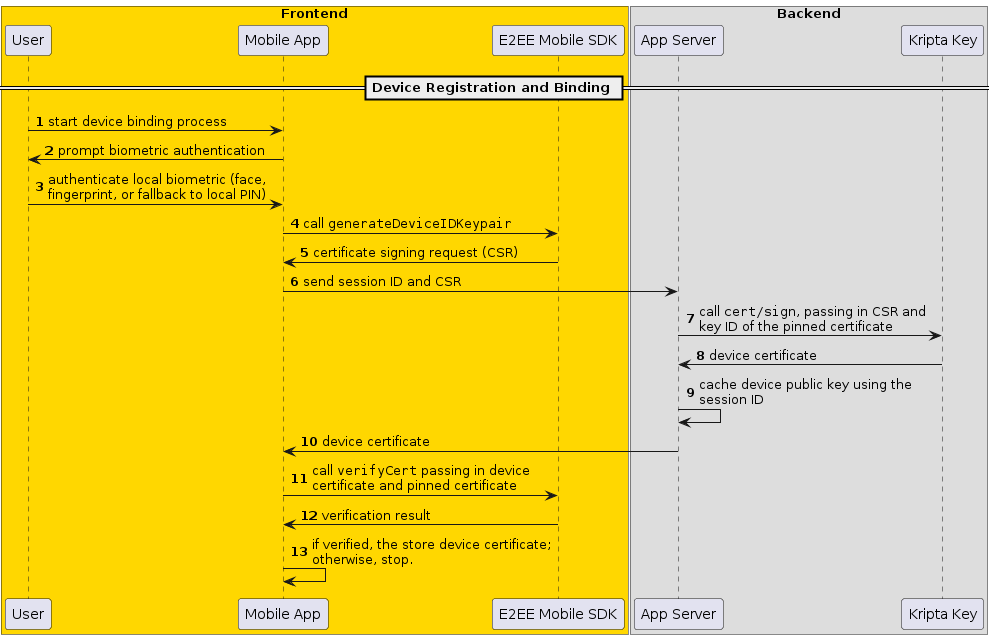 Frontend
Backend
User
Mobile App
E2EE Mobile SDK
App Server
Kripta Key
Device Registration and Binding
1 start device binding process
2 prompt biometric authentication
3 authenticate local biometric (face,
fingerprint, or fallback to local PIN)
4 call generateDeviceIDKeypair
5 certificate signing request (CSR)
6 send session ID and CSR
7 call cert/sign, passing in CSR and
key ID of the pinned certificate
8 device certificate
9 cache device public key using the
session ID
10 device certificate
11 call verifyCert passing in device
certificate and pinned certificate
12 verification result
13 if verified, the store device certificate;
otherwise, stop.
User
Mobile App
E2EE Mobile SDK
App Server
Kripta Key